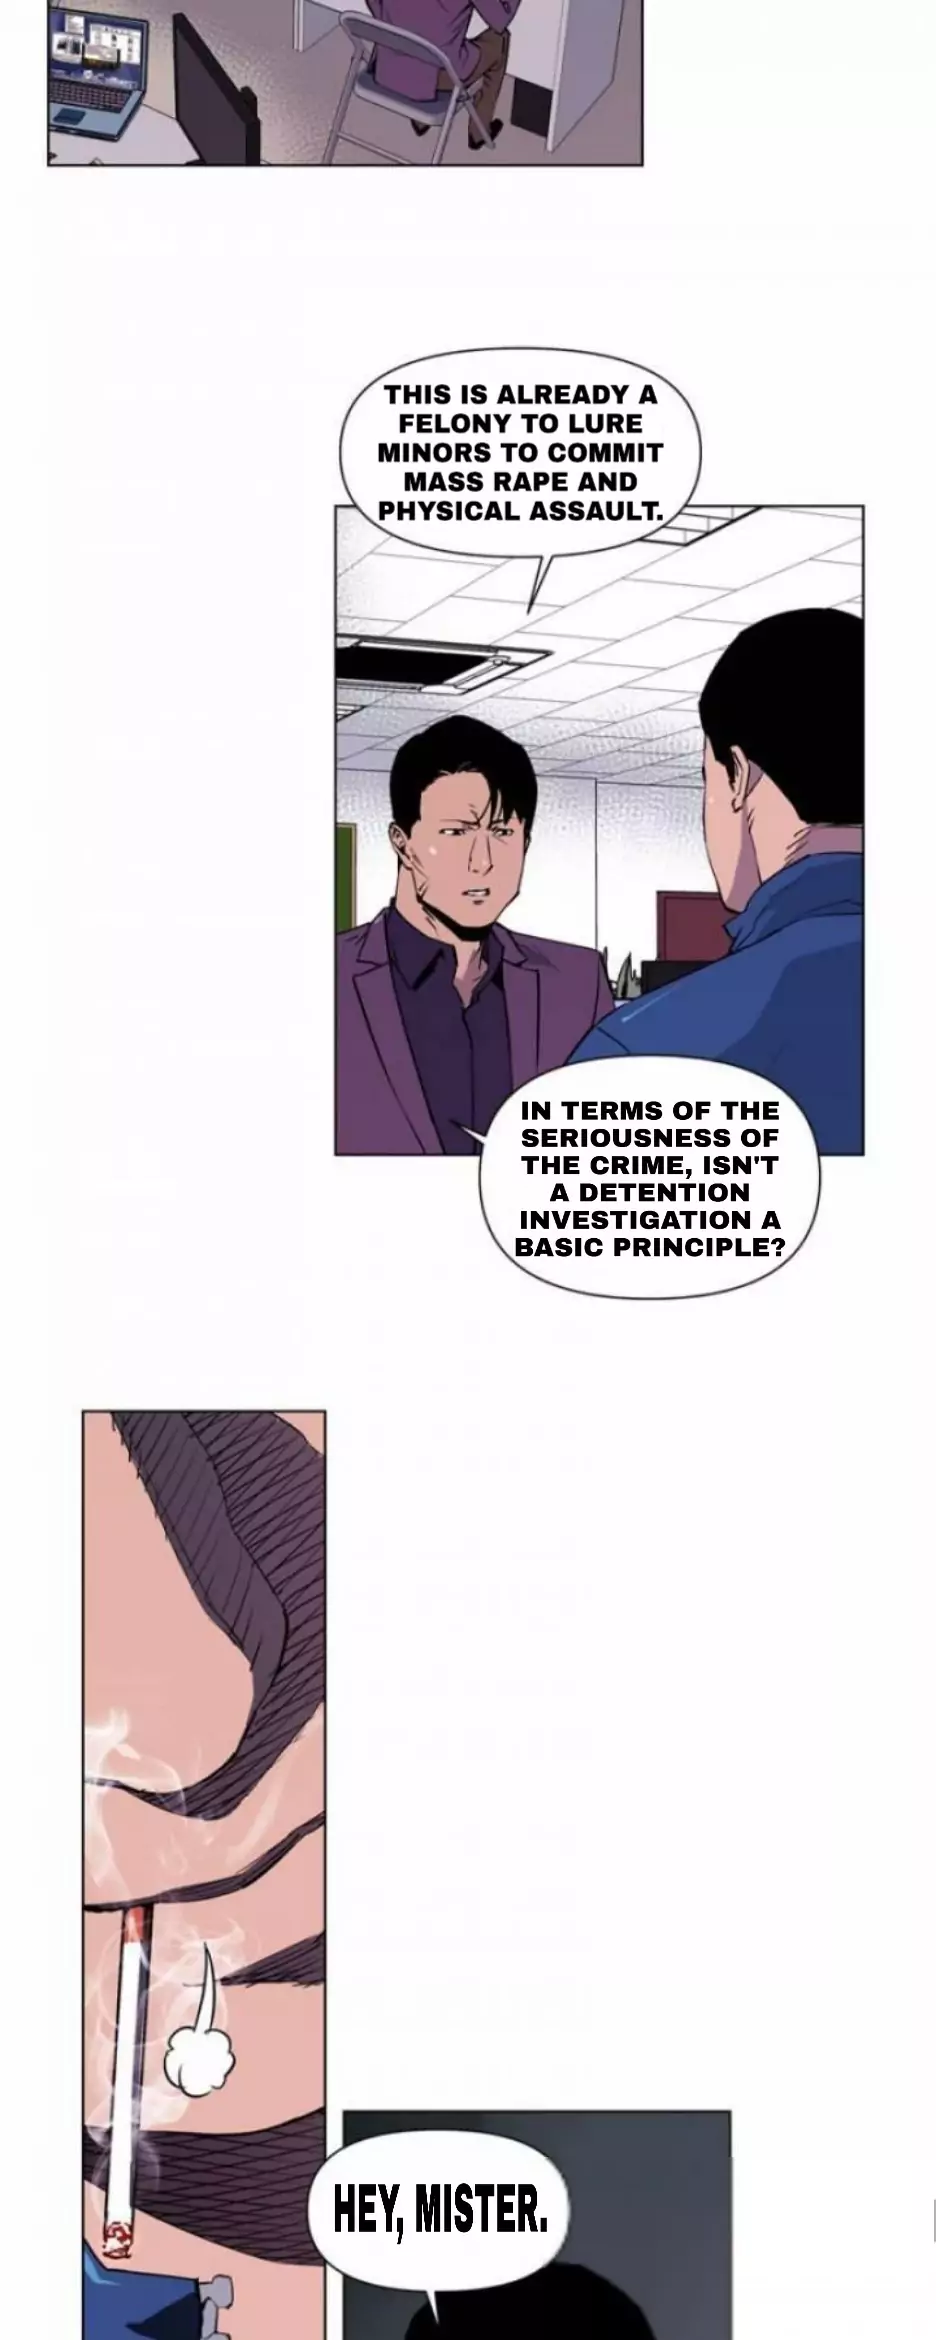 THIS IS ALREADY A
FELONY TO LURE
MINORS TO COMMIT
MASS RAPE AND
PHYSICAL ASSAULT.
IN TERMS OF THE
SERIOUSNESS OF
THE CRIME, ISN'T
A DETENTION
INVESTIGATION A
BASIC PRINCIPLE?
HEY, MISTER.